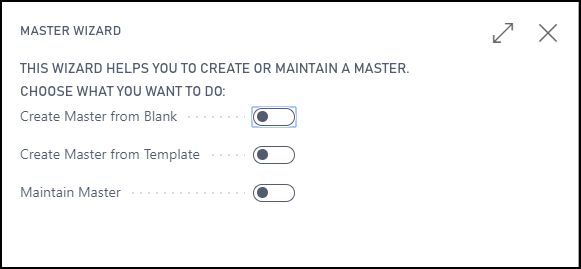 MASTER WIZARD
THIS WIZARD HELPS YOU TO CREATE OR MAINTAIN A MASTER.
CHOOSE WHAT YOU WANT TO DO:
Create Master from Blank
Create Master from Template
Maintain Master